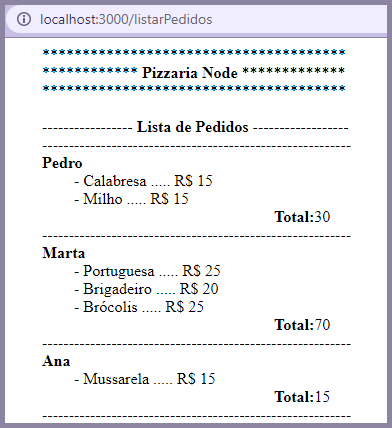 localhost:3000/listarPedidos
**************************************
************ Pizzaria Node *************
**************************************
----------------- Lista de Pedidos ------------------
----------------------------------------------------------
Pedro
- Calabresa ..... R$ 15
- Milho ..... R$ 15
Total:30
----------------------------------------------------------
Marta
- Portuguesa ..... R$ 25
- Brigadeiro ..... R$ 20
- Brócolis ..... R$ 25
Total:70
----------------------------------------------------------
Ana
- Mussarela ..... R$ 15
Total:15
----------------------------------------------------------